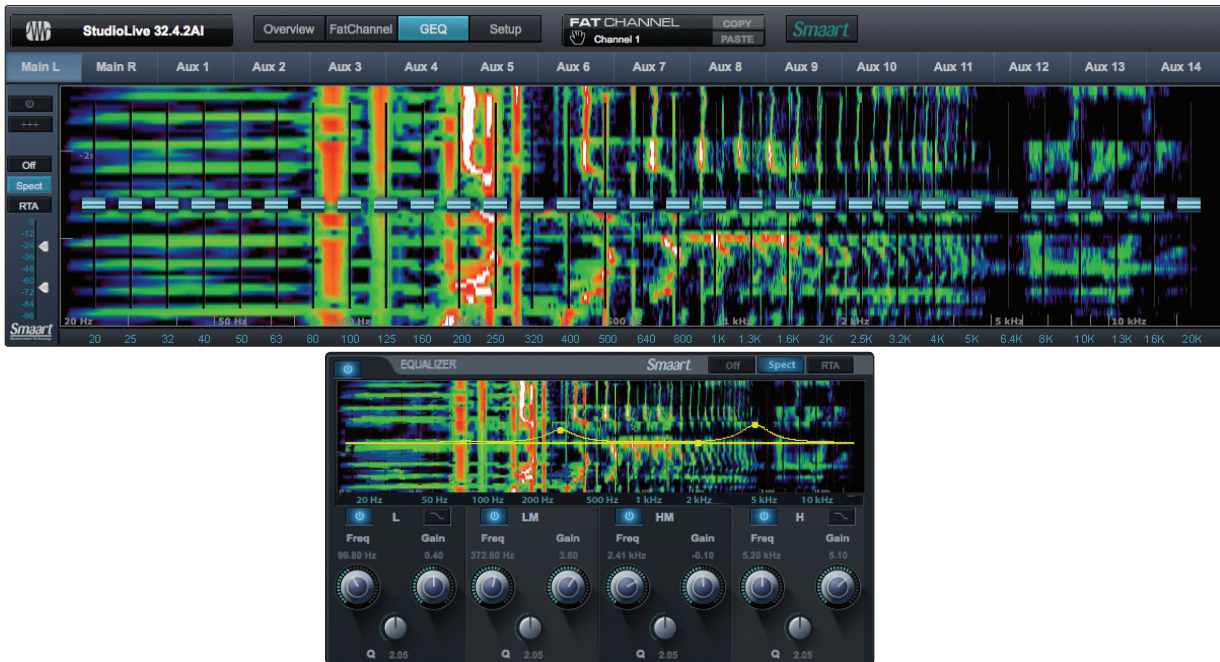 StudioLive 32.4.2AI Overview FatChannel GEQ Setup FAT CHANNEL Channel 1 COPY PASTE Smaart
Main L Main R Aux 1 Aux 2 Aux 3 Aux 4 Aux 5 Aux 6 Aux 7 Aux 8 Aux 9 Aux 10 Aux 11 Aux 12 Aux 13 Aux 14
Off
Spect
RTA
0
-12
-24
-36
-48
-60
-72
-84
-96
Smaart
20 Hz 50 Hz 1 kHz 2 kHz 5 kHz 10 kHz
20 25 32 40 50 63 80 100 125 160 200 250 320 400 500 640 800 1K 1.3K 1.6K 2K 2.5K 3.2K 4K 5K 6.4K 8K 10K 13K 16K 20K
EQUALIZER Smaart Off Spect RTA
20 Hz 50 Hz 100 Hz 200 Hz 500 Hz 1 kHz 2 kHz 5 kHz 10 kHz
L LM HM H
Freq Gain Freq Gain Freq Gain Freq Gain
99.80 Hz 0.40 372.80 Hz 3.60 2.41 kHz -0.10 5.20 kHz 5.10
Q 2.05 Q 2.05 Q 2.05 Q 2.05